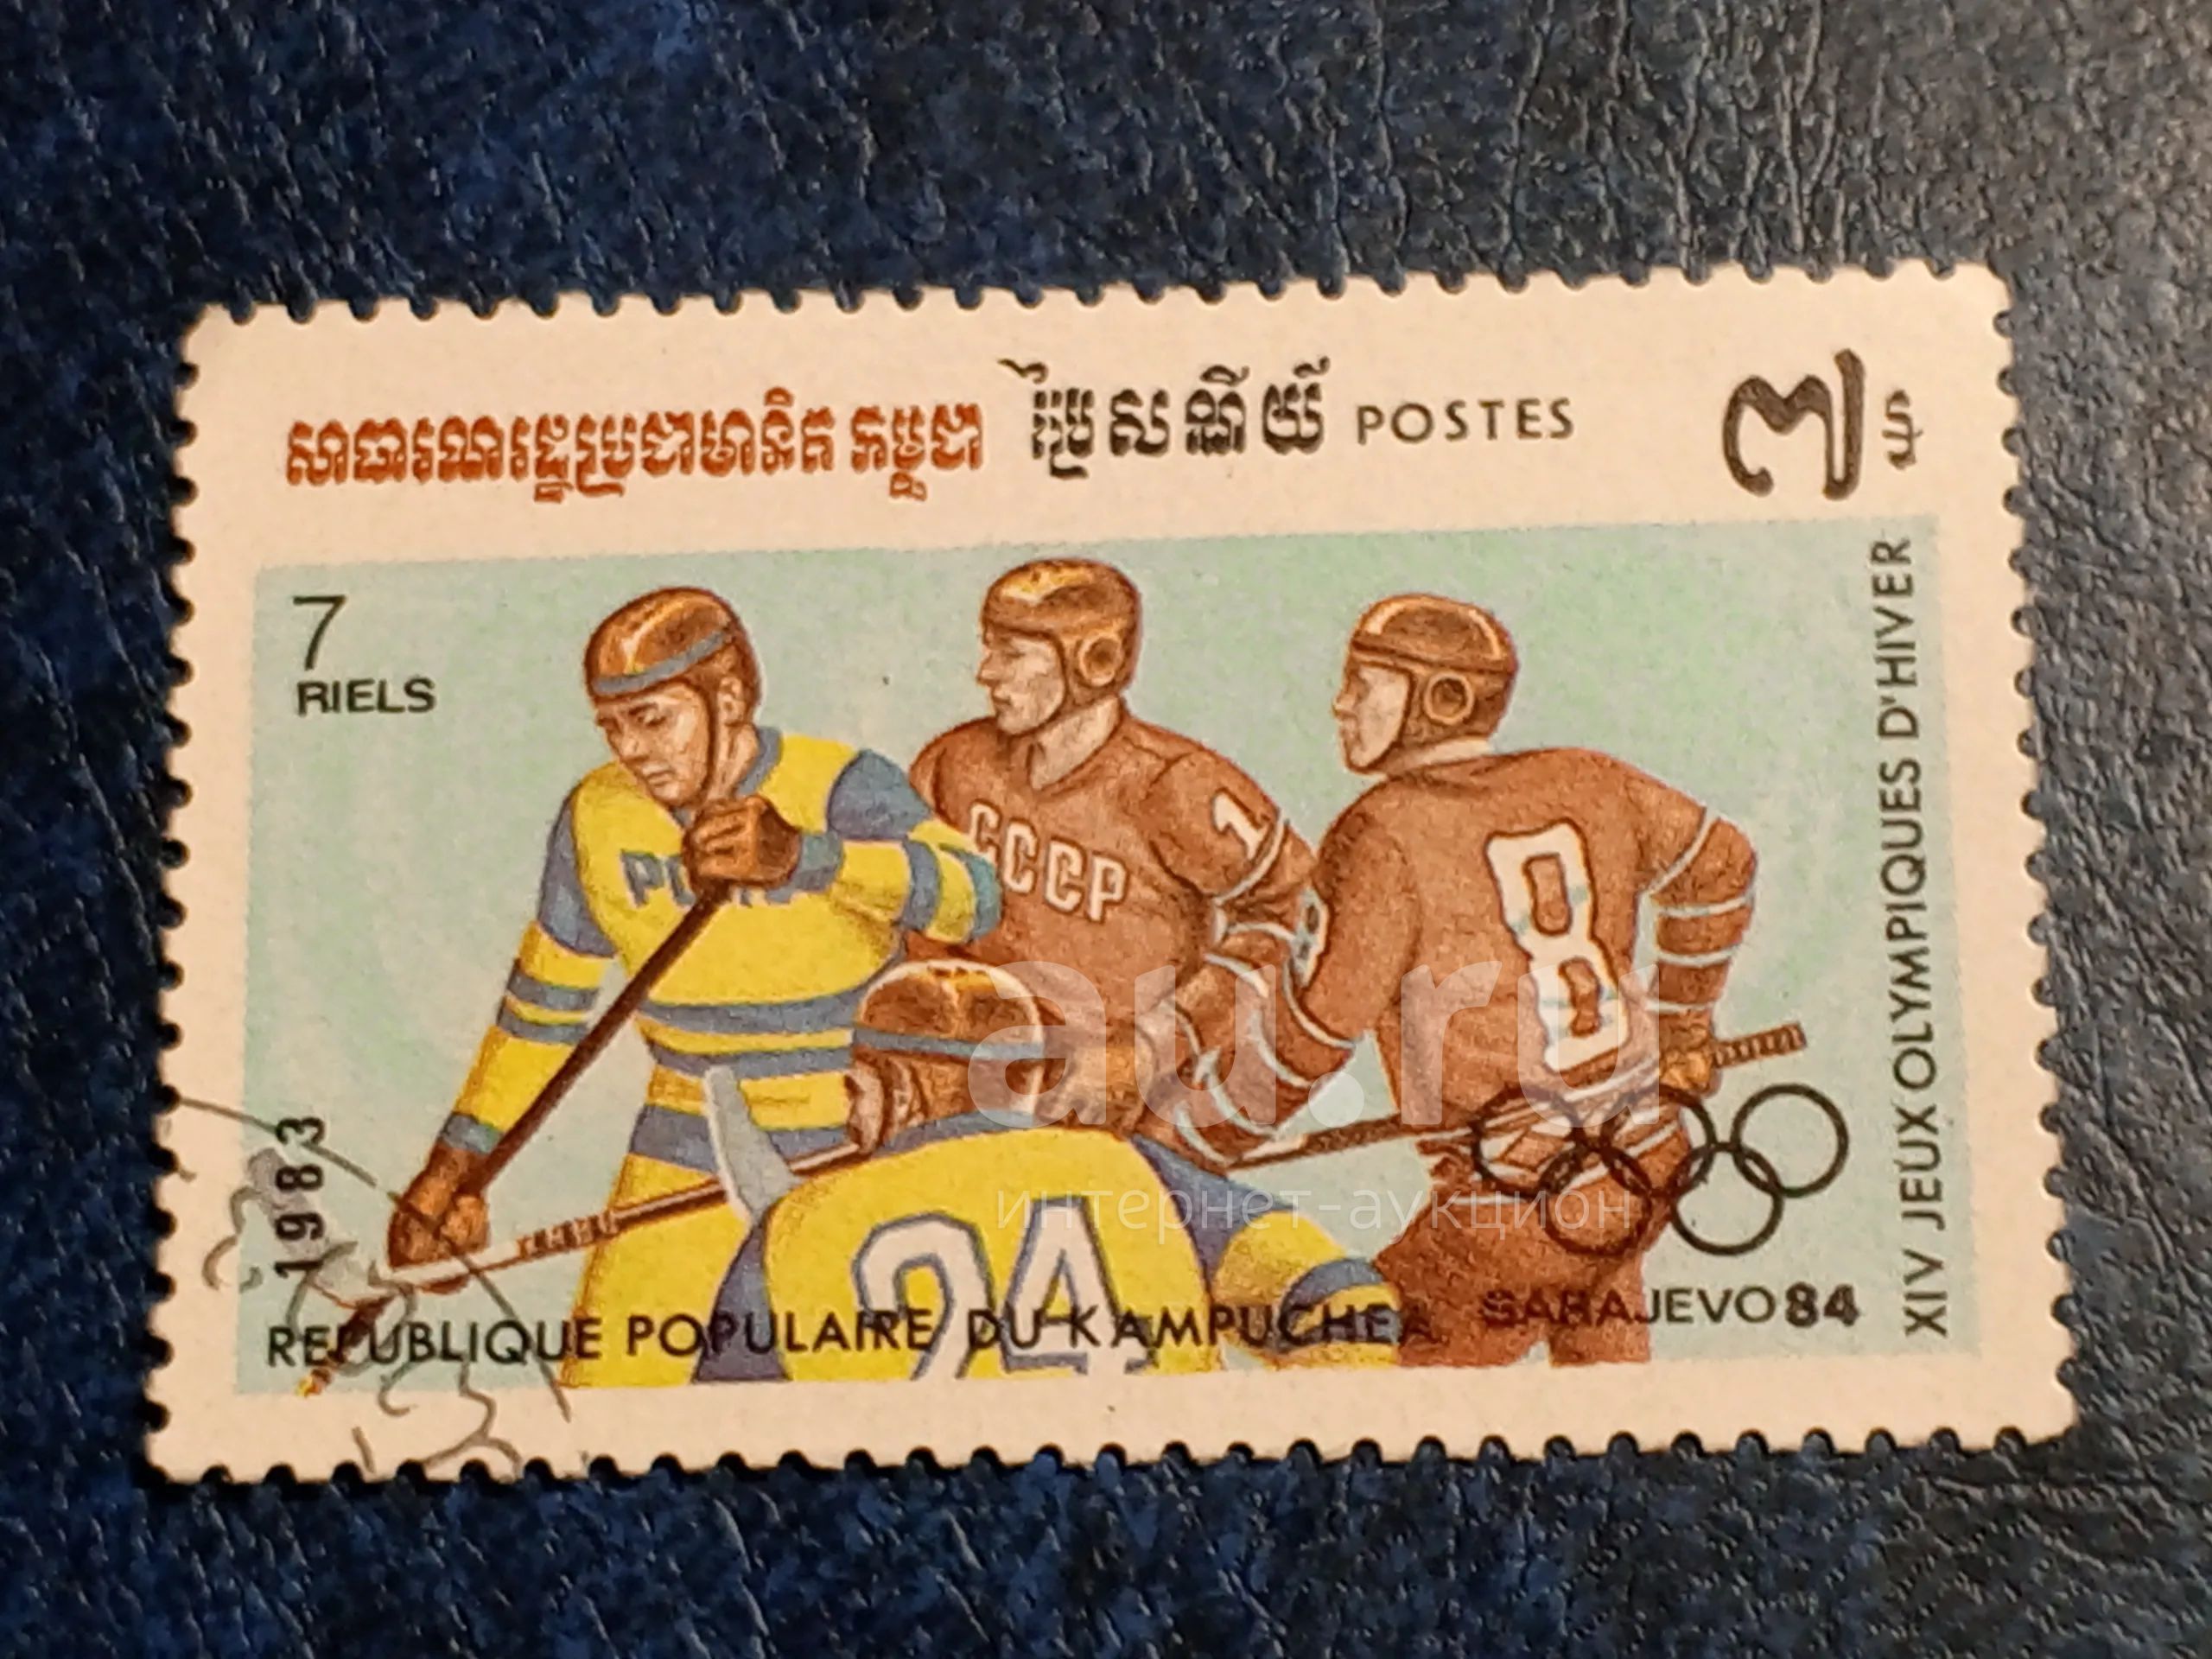 សាធារណរដ្ឋប្រជាមានិត កម្ពុជា ប្រៃសណីយ៍ POSTES ៧
7
RIELS
CCCP
1
8
24
1983
REPUBLIQUE POPULAIRE DU KAMPUCHEA
SARAJEVO 84
XIV JEUX OLYMPIQUES D'HIVER
au.ru
интернет-аукцион